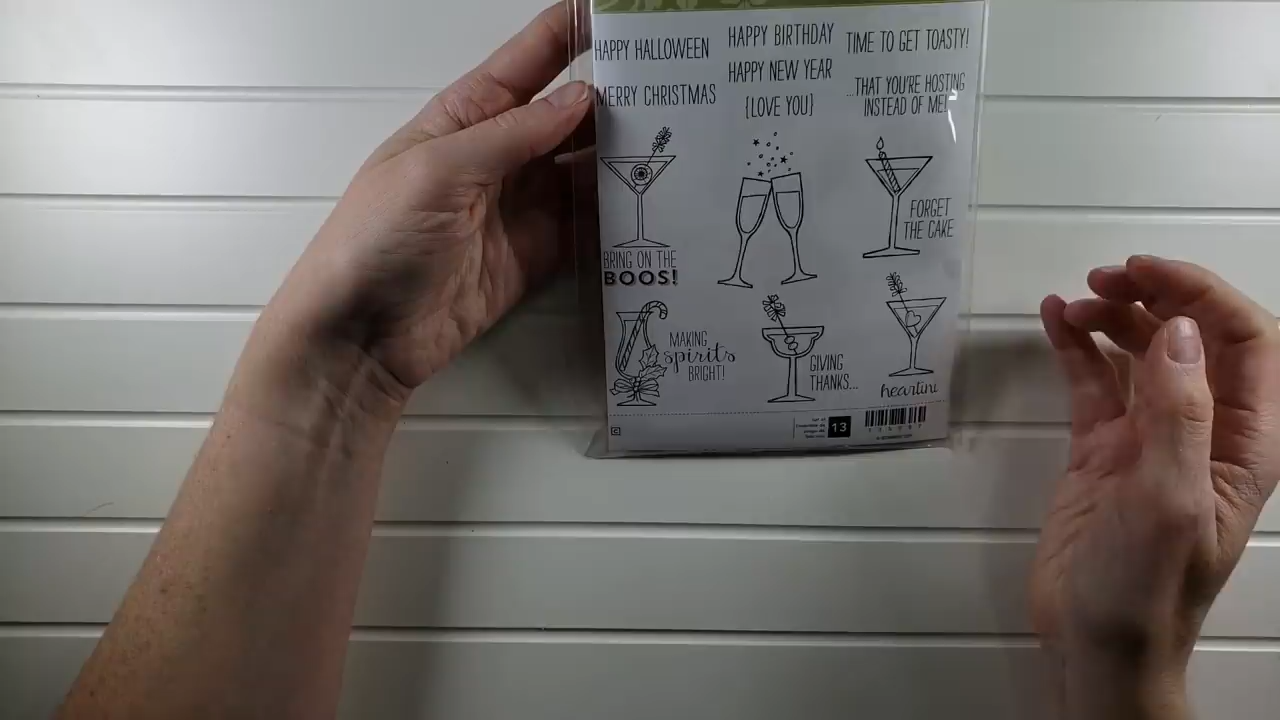 HAPPY HALLOWEEN
HAPPY BIRTHDAY
TIME TO GET TOASTY!
HAPPY NEW YEAR
MERRY CHRISTMAS
{LOVE YOU}
...THAT YOU'RE HOSTING
INSTEAD OF ME!
FORGET
THE CAKE
BRING ON THE
BOOS!
MAKING
spirits
BRIGHT!
GIVING
THANKS...
heartini
13